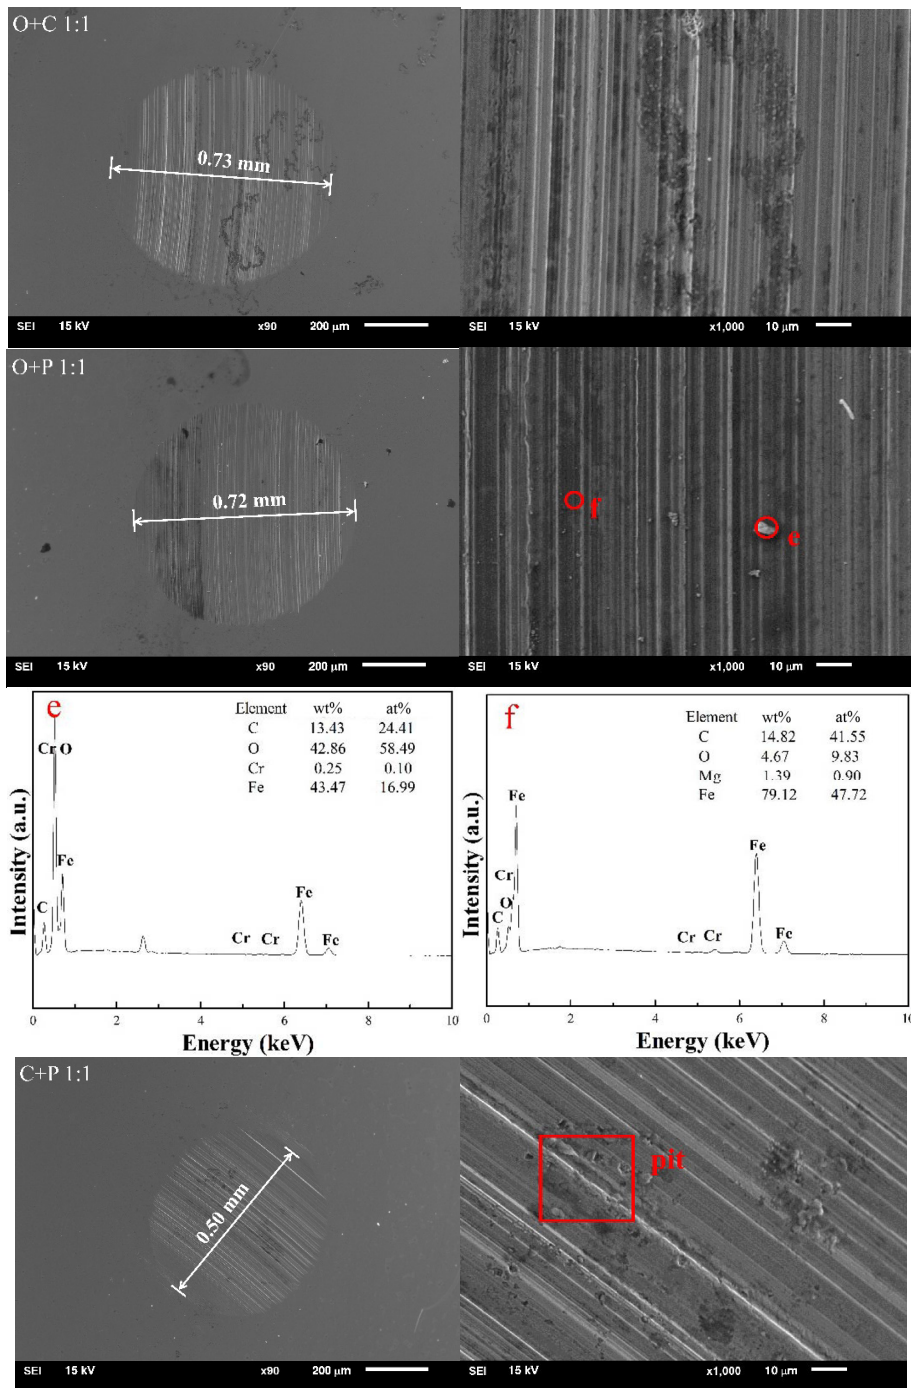 O+C 1:1
0.73 mm
SEI 15 kV x90 200 μm
SEI 15 kV x1,000 10 μm
O+P 1:1
0.72 mm
f
e
SEI 15 kV x90 200 μm
SEI 15 kV x1,000 10 μm
e
Element wt% at%
C 13.43 24.41
O 42.86 58.49
Cr 0.25 0.10
Fe 43.47 16.99
Cr O
Fe
C
Cr Cr
Fe
Fe
Intensity (a.u.)
0 2 4 6 8 10
Energy (keV)
f
Element wt% at%
C 14.82 41.55
O 4.67 9.83
Mg 1.39 0.90
Fe 79.12 47.72
Fe
Cr
O
C
Cr Cr
Fe
Fe
Intensity (a.u.)
0 2 4 6 8 10
Energy (keV)
C+P 1:1
0.50 mm
pit
SEI 15 kV x90 200 μm
SEI 15 kV x1,000 10 μm